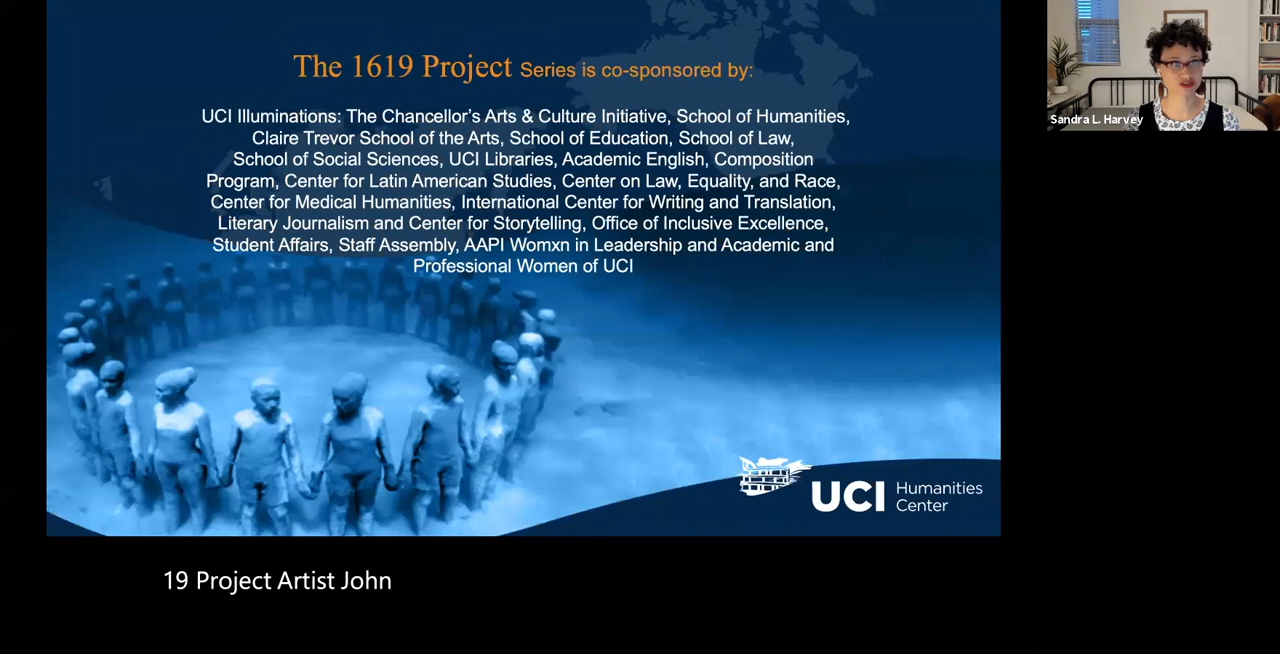 The 1619 Project Series is co-sponsored by:
UCI Illuminations: The Chancellor's Arts & Culture Initiative, School of Humanities,
Claire Trevor School of the Arts, School of Education, School of Law,
School of Social Sciences, UCI Libraries, Academic English, Composition
Program, Center for Latin American Studies, Center on Law, Equality, and Race,
Center for Medical Humanities, International Center for Writing and Translation,
Literary Journalism and Center for Storytelling, Office of Inclusive Excellence,
Student Affairs, Staff Assembly, AAPI Womxn in Leadership and Academic and
Professional Women of UCI
Sandra L. Harvey
UCI Humanities
Center
19 Project Artist John